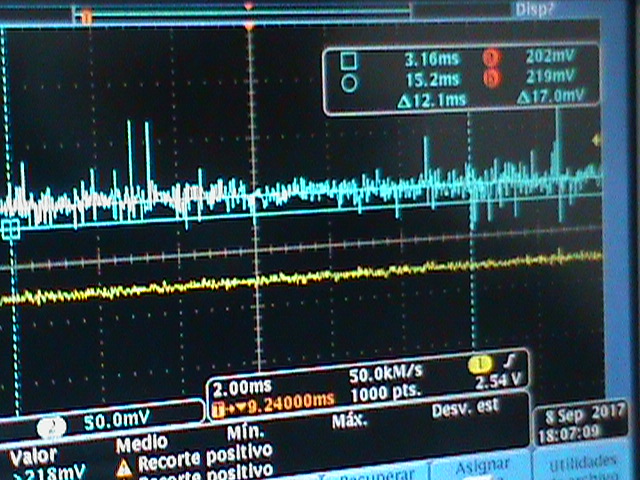 Disp?
3.16ms 202mV
15.2ms 219mV
Δ12.1ms Δ17.0mV
2 50.0mV
2.00ms 50.0kM/s 1
T→▼9.24000ms 1000 pts. 2.54 V
Valor Medio Mín. Máx. Desv. est
>218mV Recorte positivo
Recorte positivo
8 Sep 2017
18:07:09
Asignar
Utilidades